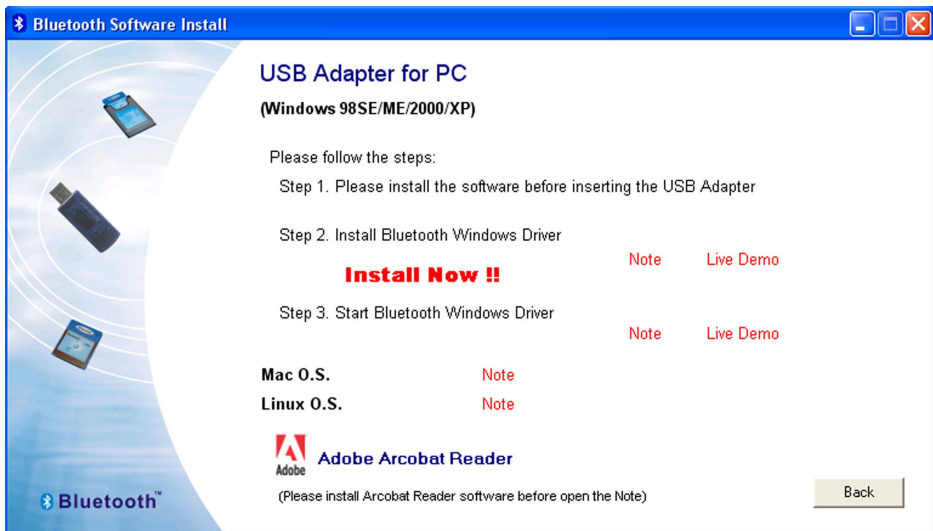 Bluetooth Software Install
USB Adapter for PC
(Windows 98SE/ME/2000/XP)
Please follow the steps:
Step 1. Please install the software before inserting the USB Adapter
Step 2. Install Bluetooth Windows Driver
Note Live Demo
Install Now !!
Step 3. Start Bluetooth Windows Driver
Note Live Demo
Mac O.S. Note
Linux O.S. Note
Adobe
Adobe Arcobat Reader
(Please install Arcobat Reader software before open the Note)
Back
Bluetooth™